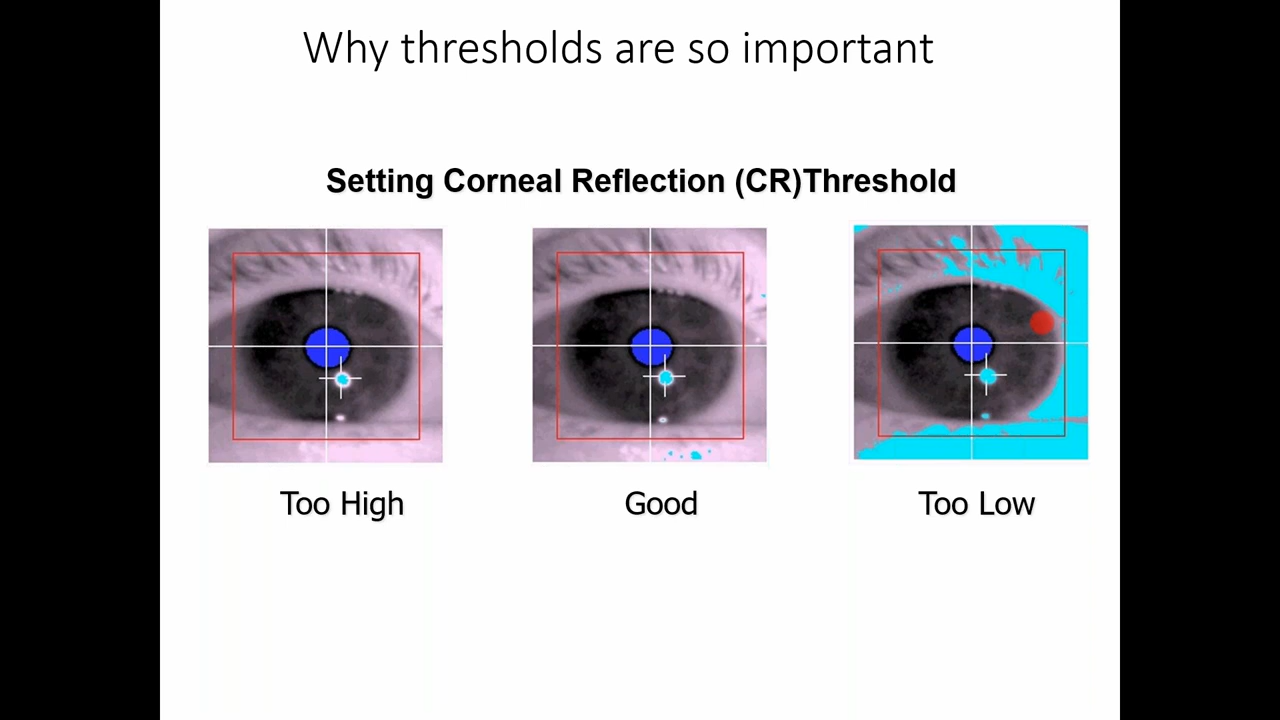 Why thresholds are so important
Setting Corneal Reflection (CR)Threshold
Too High
Good
Too Low